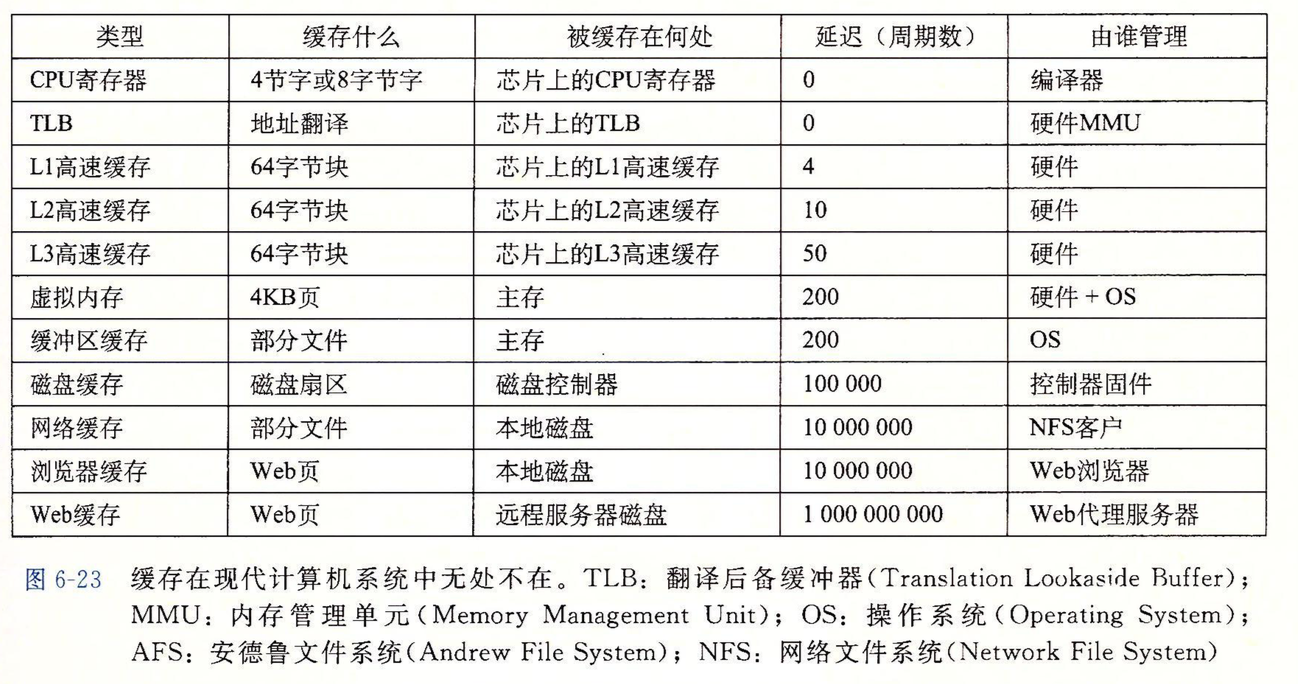 类型 缓存什么 被缓存在何处 延迟（周期数） 由谁管理
CPU寄存器 4节字或8字节字 芯片上的CPU寄存器 0 编译器
TLB 地址翻译 芯片上的TLB 0 硬件MMU
L1高速缓存 64字节块 芯片上的L1高速缓存 4 硬件
L2高速缓存 64字节块 芯片上的L2高速缓存 10 硬件
L3高速缓存 64字节块 芯片上的L3高速缓存 50 硬件
虚拟内存 4KB页 主存 200 硬件 + OS
缓冲区缓存 部分文件 主存 200 OS
磁盘缓存 磁盘扇区 磁盘控制器 100 000 控制器固件
网络缓存 部分文件 本地磁盘 10 000 000 NFS客户
浏览器缓存 Web页 本地磁盘 10 000 000 Web浏览器
Web缓存 Web页 远程服务器磁盘 1 000 000 000 Web代理服务器
图 6-23 缓存在现代计算机系统中无处不在。TLB：翻译后备缓冲器(Translation Lookaside Buffer)；
MMU：内存管理单元(Memory Management Unit)；OS：操作系统(Operating System)；
AFS：安德鲁文件系统(Andrew File System)；NFS：网络文件系统(Network File System)